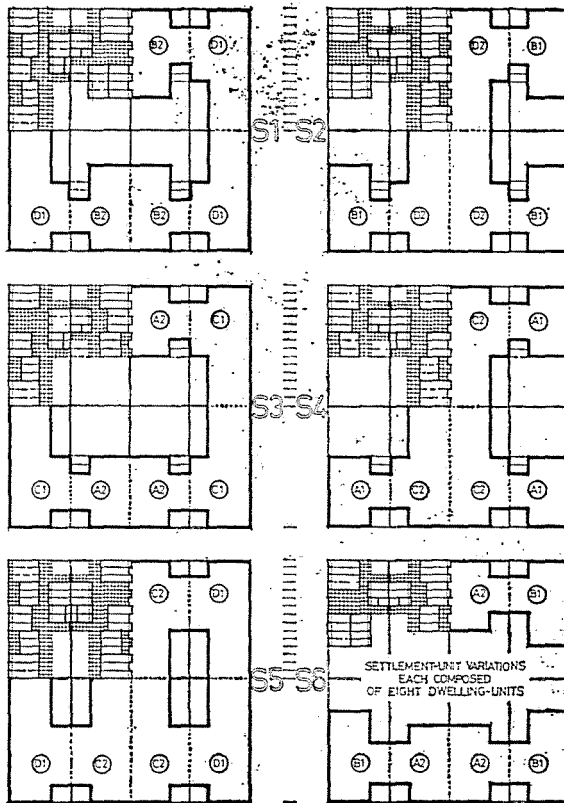 B2 D1
D2 B1
S1 S2
D1 B2 B2 D1
B1 D2 D2 B1
A2 C1
C2 A1
S3 S4
C1 A2 A2 C1
A1 C2 C2 A1
C2 D1
A2 B1
S5 S6
SETTLEMENT-UNIT VARIATIONS
EACH COMPOSED
OF EIGHT DWELLING-UNITS
D1 C2 C2 D1
B1 A2 A2 B1